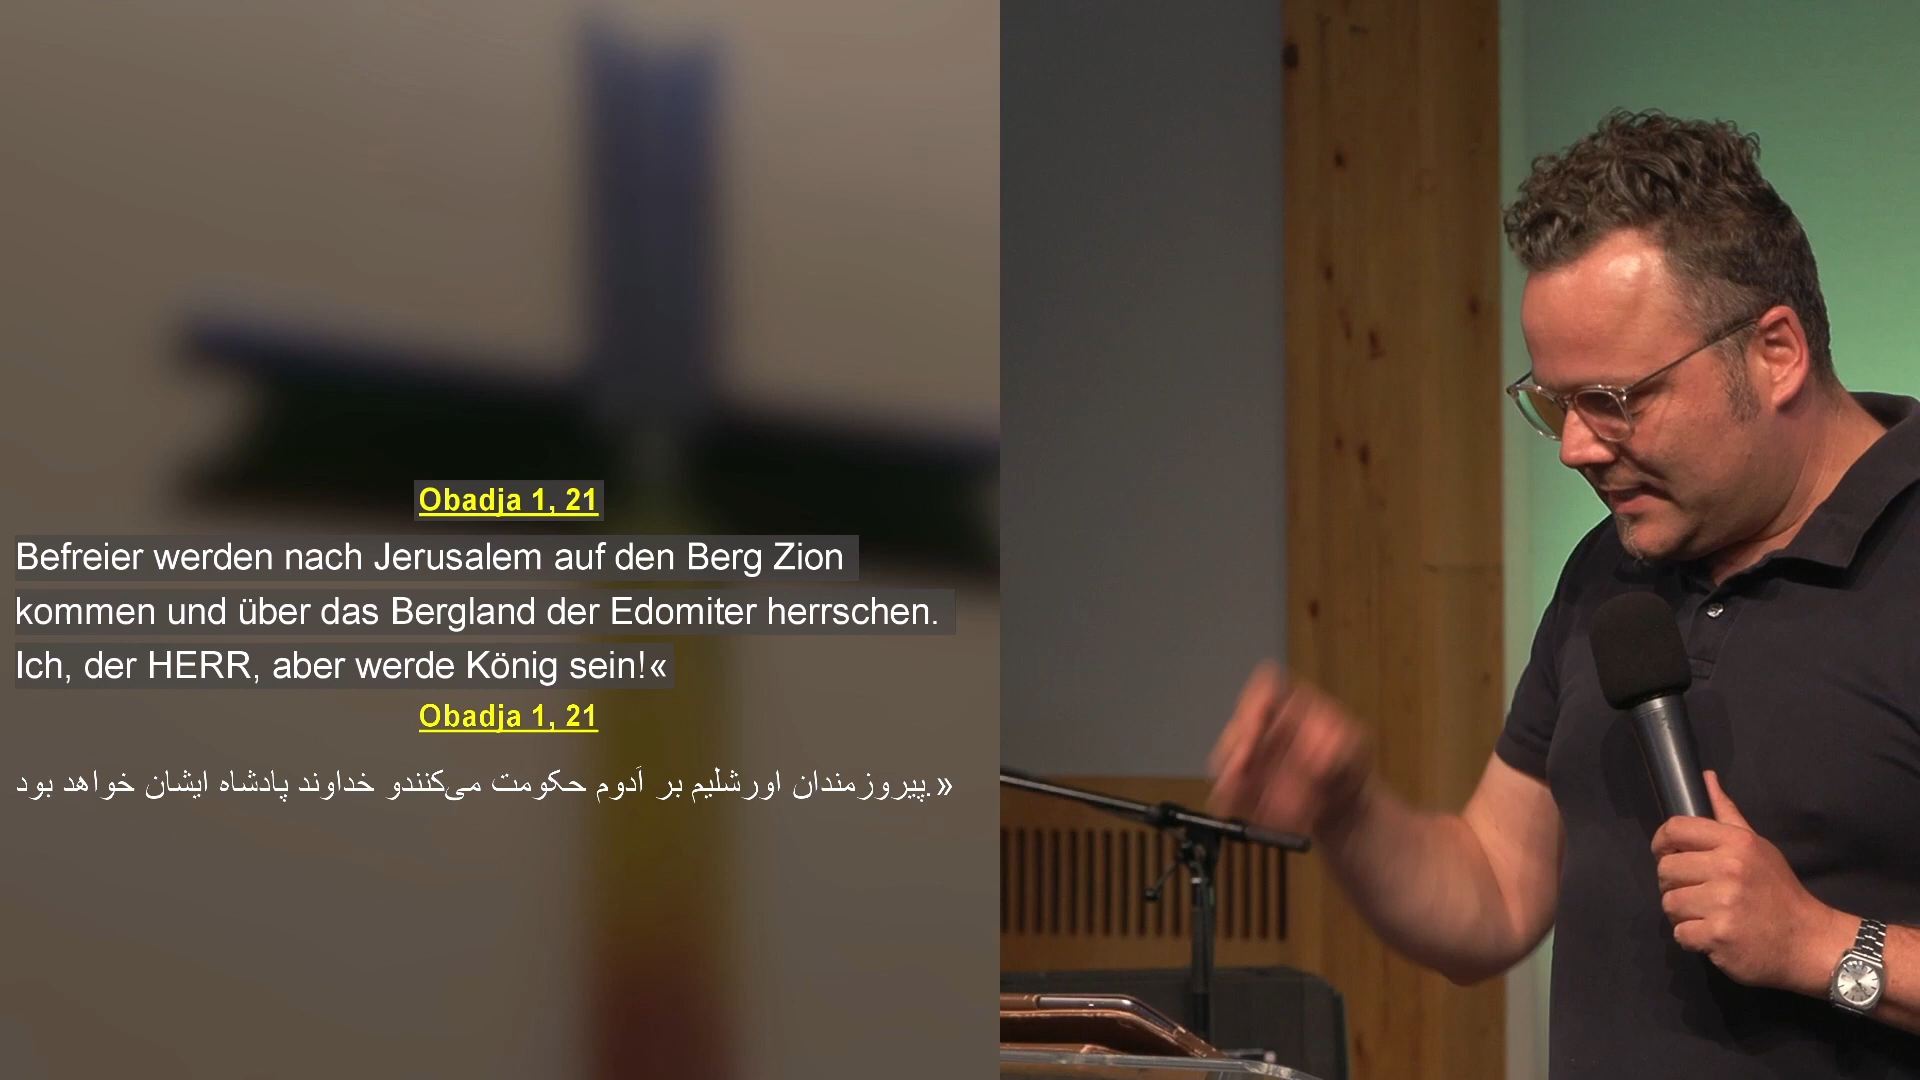 Obadja 1, 21
Befreier werden nach Jerusalem auf den Berg Zion
kommen und über das Bergland der Edomiter herrschen.
Ich, der HERR, aber werde König sein!«
Obadja 1, 21
پیروزمندان اورشلیم بر اَدوم حکومت می‌کنندو خداوند پادشاه ایشان خواهد بود.»